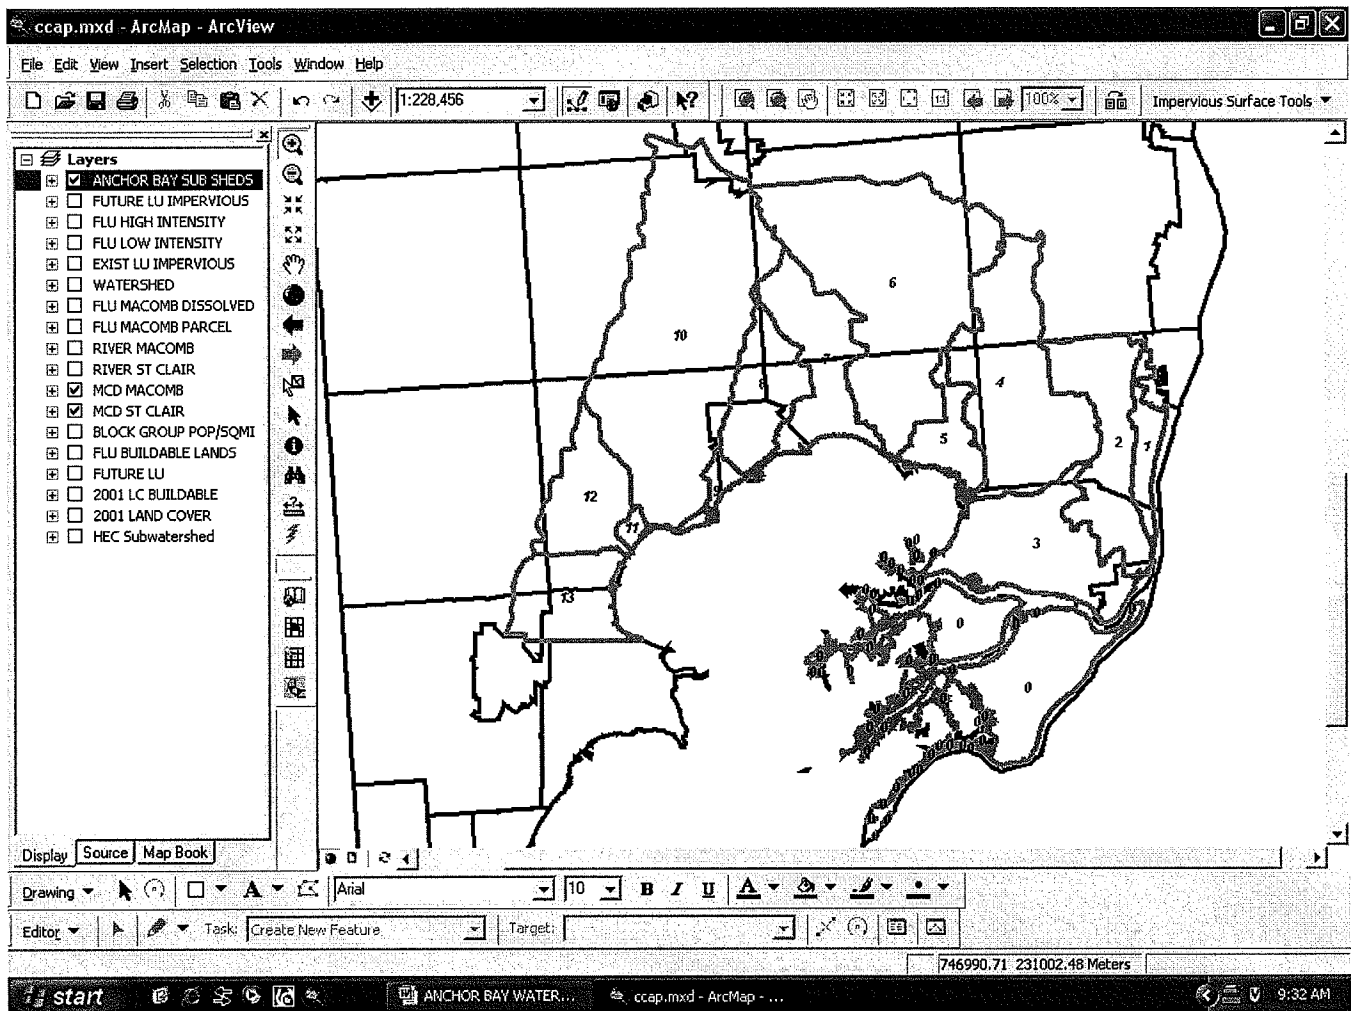 ccap.mxd - ArcMap - ArcView
File Edit View Insert Selection Tools Window Help
1:228,456 100% Impervious Surface Tools
Layers
ANCHOR BAY SUB SHEDS
FUTURE LU IMPERVIOUS
FLU HIGH INTENSITY
FLU LOW INTENSITY
EXIST LU IMPERVIOUS
WATERSHED
FLU MACOMB DISSOLVED
FLU MACOMB PARCEL
RIVER MACOMB
RIVER ST CLAIR
MCD MACOMB
MCD ST CLAIR
BLOCK GROUP POP/SQMI
FLU BUILDABLE LANDS
FUTURE LU
2001 LC BUILDABLE
2001 LAND COVER
HEC Subwatershed
6
10
7
8
4
5
2
1
12
9
11
3
13
0
0
Display Source Map Book
Drawing A Arial 10 B I U A
Editor Task: Create New Feature Target:
746990.71 231002.48 Meters
start ANCHOR BAY WATER... ccap.mxd - ArcMap - ... 9:32 AM